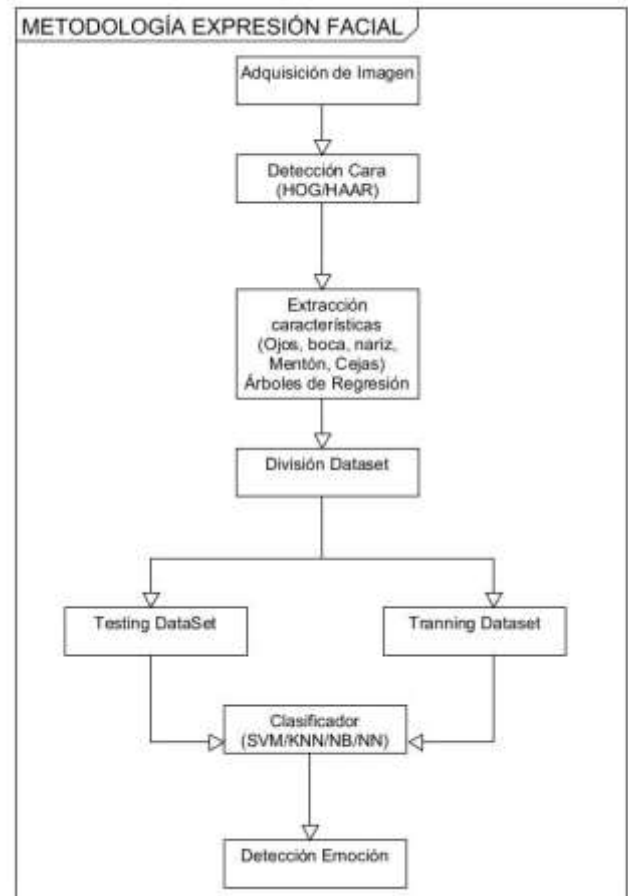 METODOLOGÍA EXPRESIÓN FACIAL
Adquisición de Imagen
Detección Cara
(HOG/HAAR)
Extracción
características
(Ojos, boca, nariz,
Mentón, Cejas)
Árboles de Regresión
División Dataset
Testing DataSet
Tranning Dataset
Clasificador
(SVM/KNN/NB/NN)
Detección Emoción